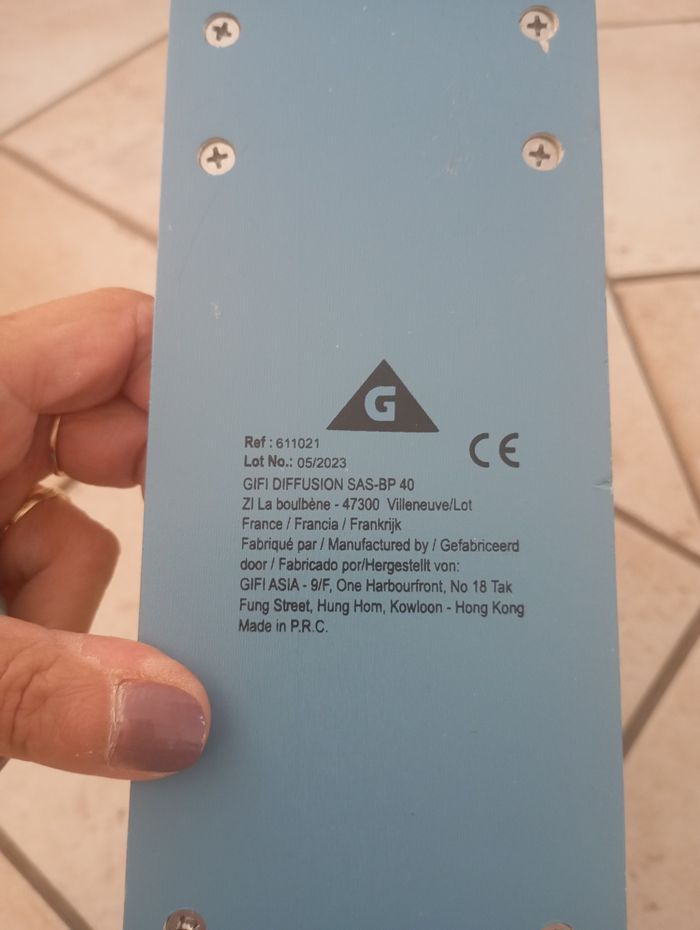 G
Ref : 611021
Lot No.: 05/2023
CE
GIFI DIFFUSION SAS-BP 40
ZI La boulbène - 47300 Villeneuve/Lot
France / Francia / Frankrijk
Fabriqué par / Manufactured by / Gefabriceerd
door / Fabricado por/Hergestellt von:
GIFI ASIA - 9/F, One Harbourfront, No 18 Tak
Fung Street, Hung Hom, Kowloon - Hong Kong
Made in P.R.C.